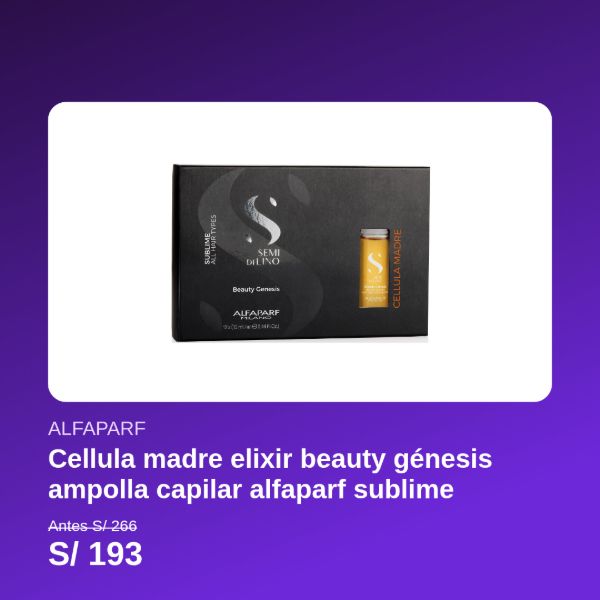 SUBLIME
ALL HAIR TYPES
SEMI
DI LINO
Beauty Genesis
ALFAPARF
MILANO
CELLULA MADRE
ALFAPARF
Cellula madre elixir beauty génesis
ampolla capilar alfaparf sublime
Antes S/ 266
S/ 193